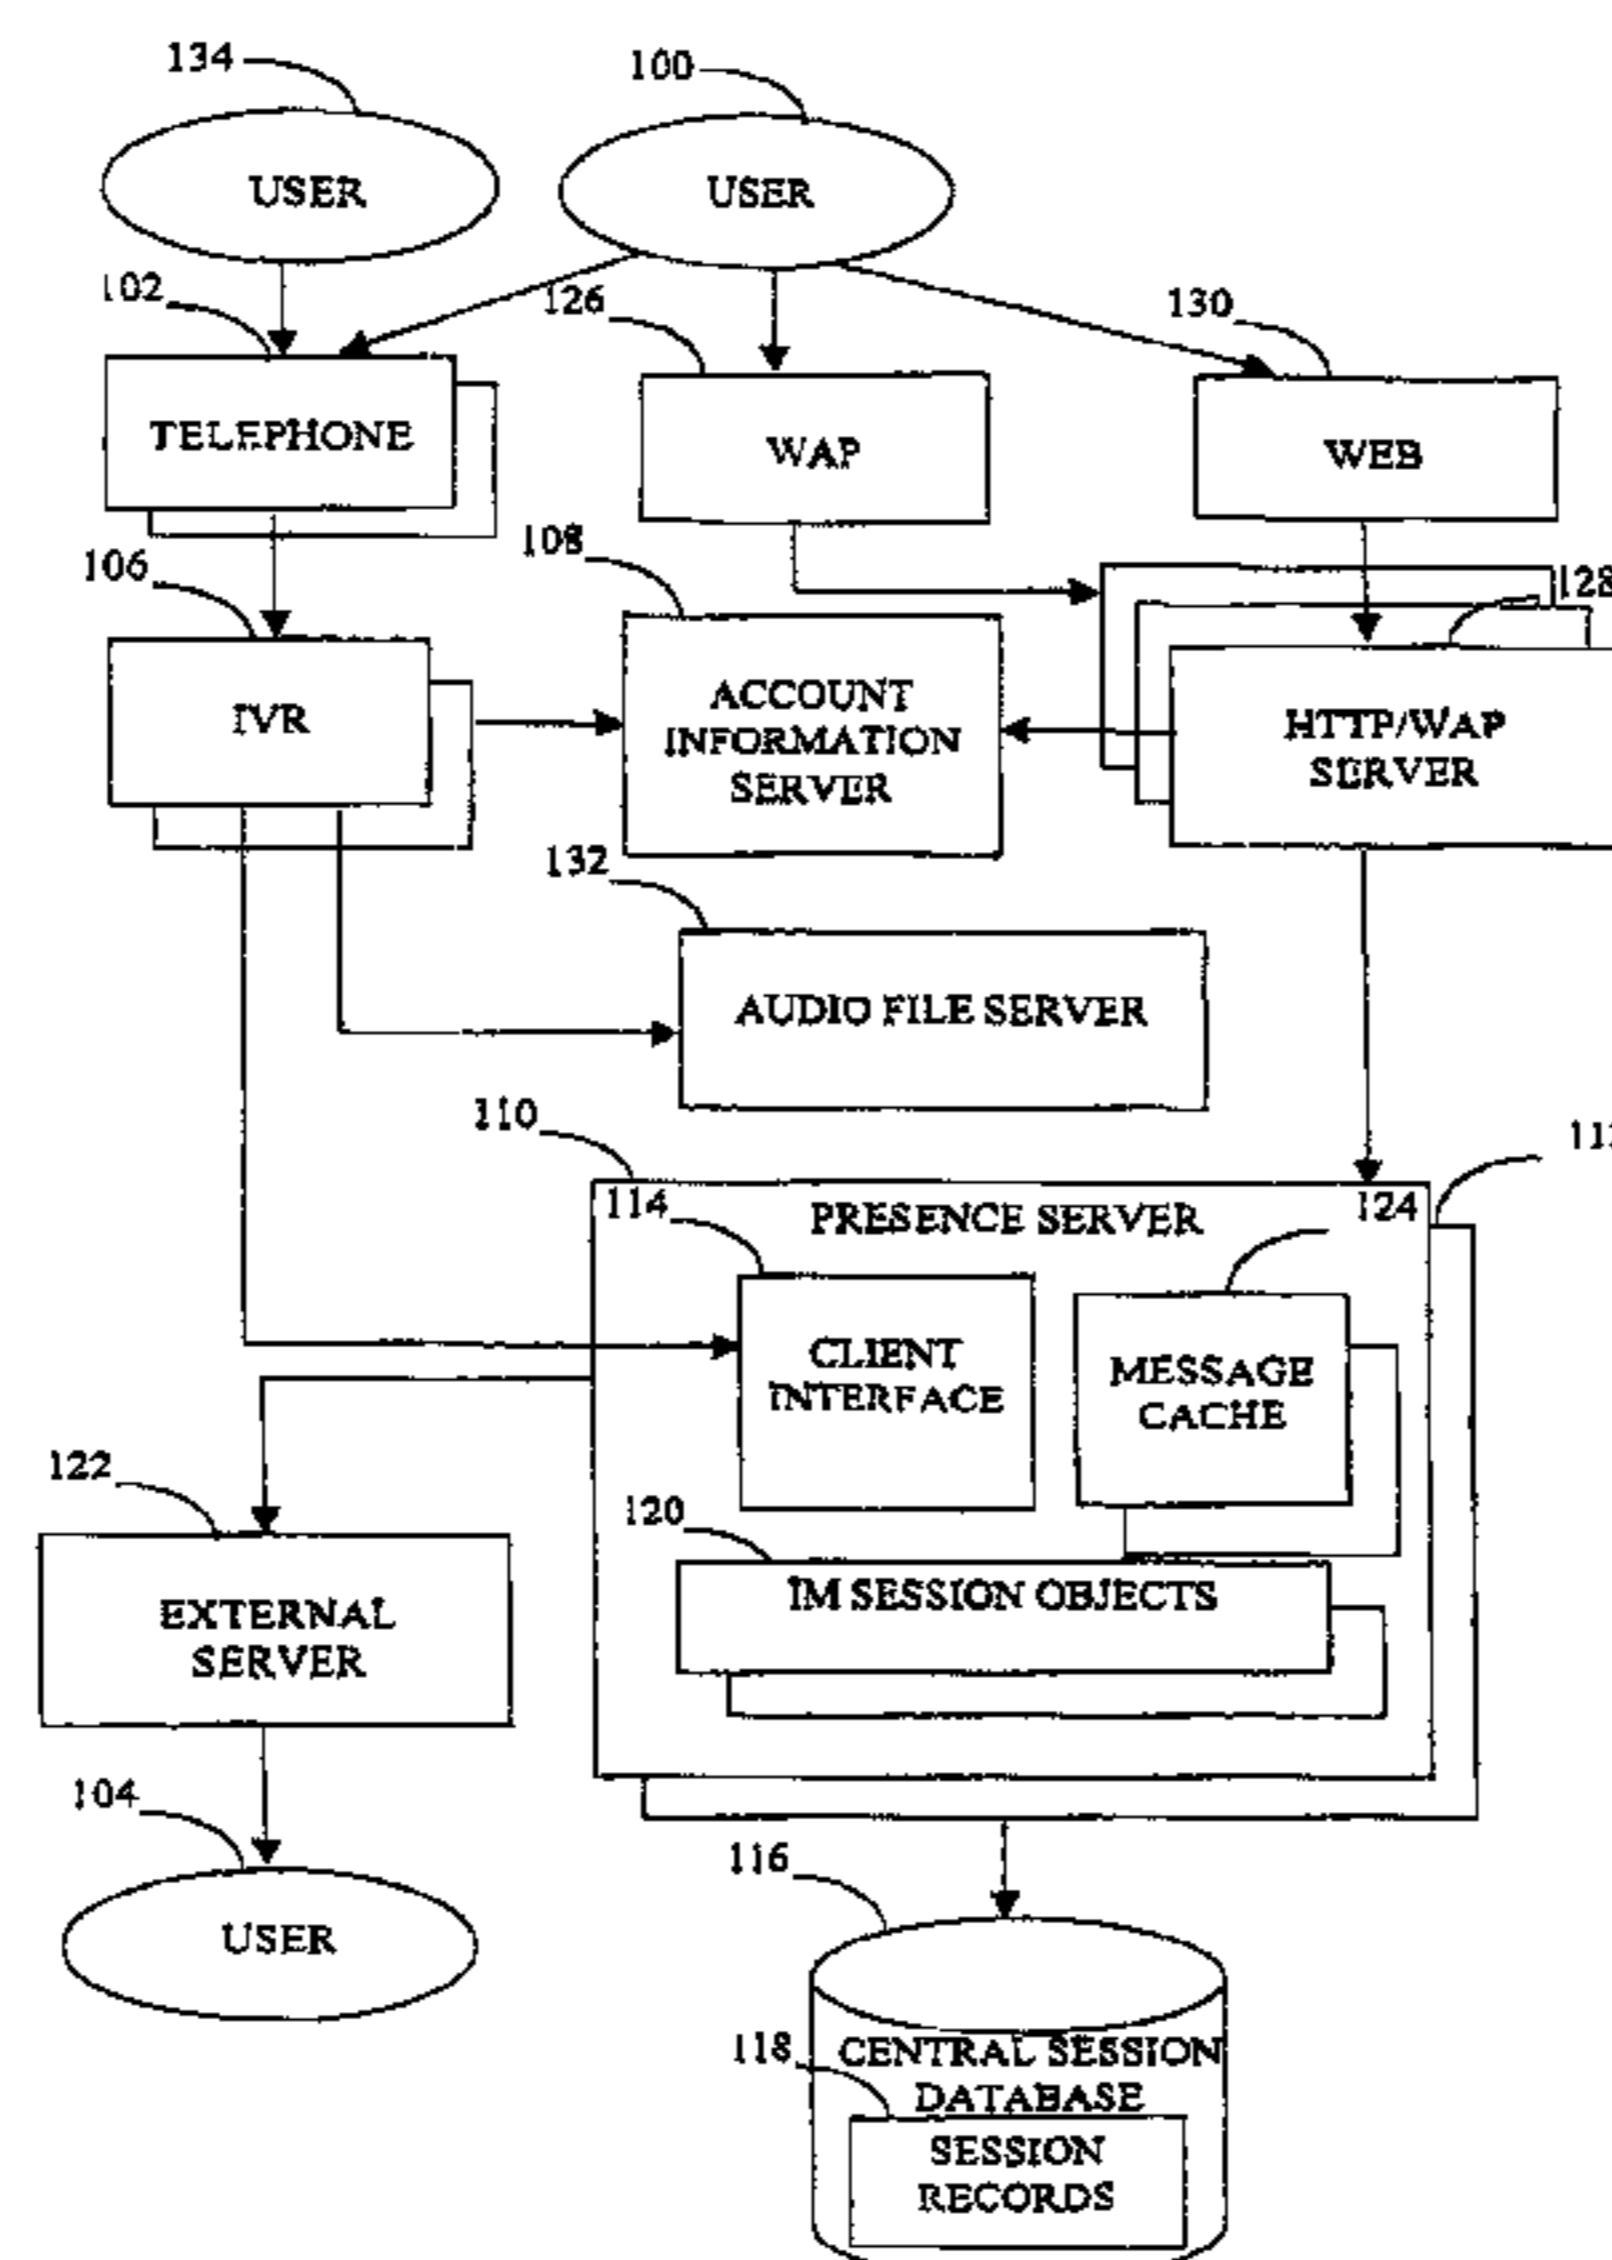 134
100
USER
USER
102
126
130
TELEPHONE
WAP
WEB
106
108
128
IVR
ACCOUNT
INFORMATION
SERVER
HTTP/WAP
SERVER
132
AUDIO FILE SERVER
110
114
PRESENCE SERVER
124
CLIENT
INTERFACE
MESSAGE
CACHE
122
120
IM SESSION OBJECTS
EXTERNAL
SERVER
104
116
USER
118
CENTRAL SESSION
DATABASE
SESSION
RECORDS